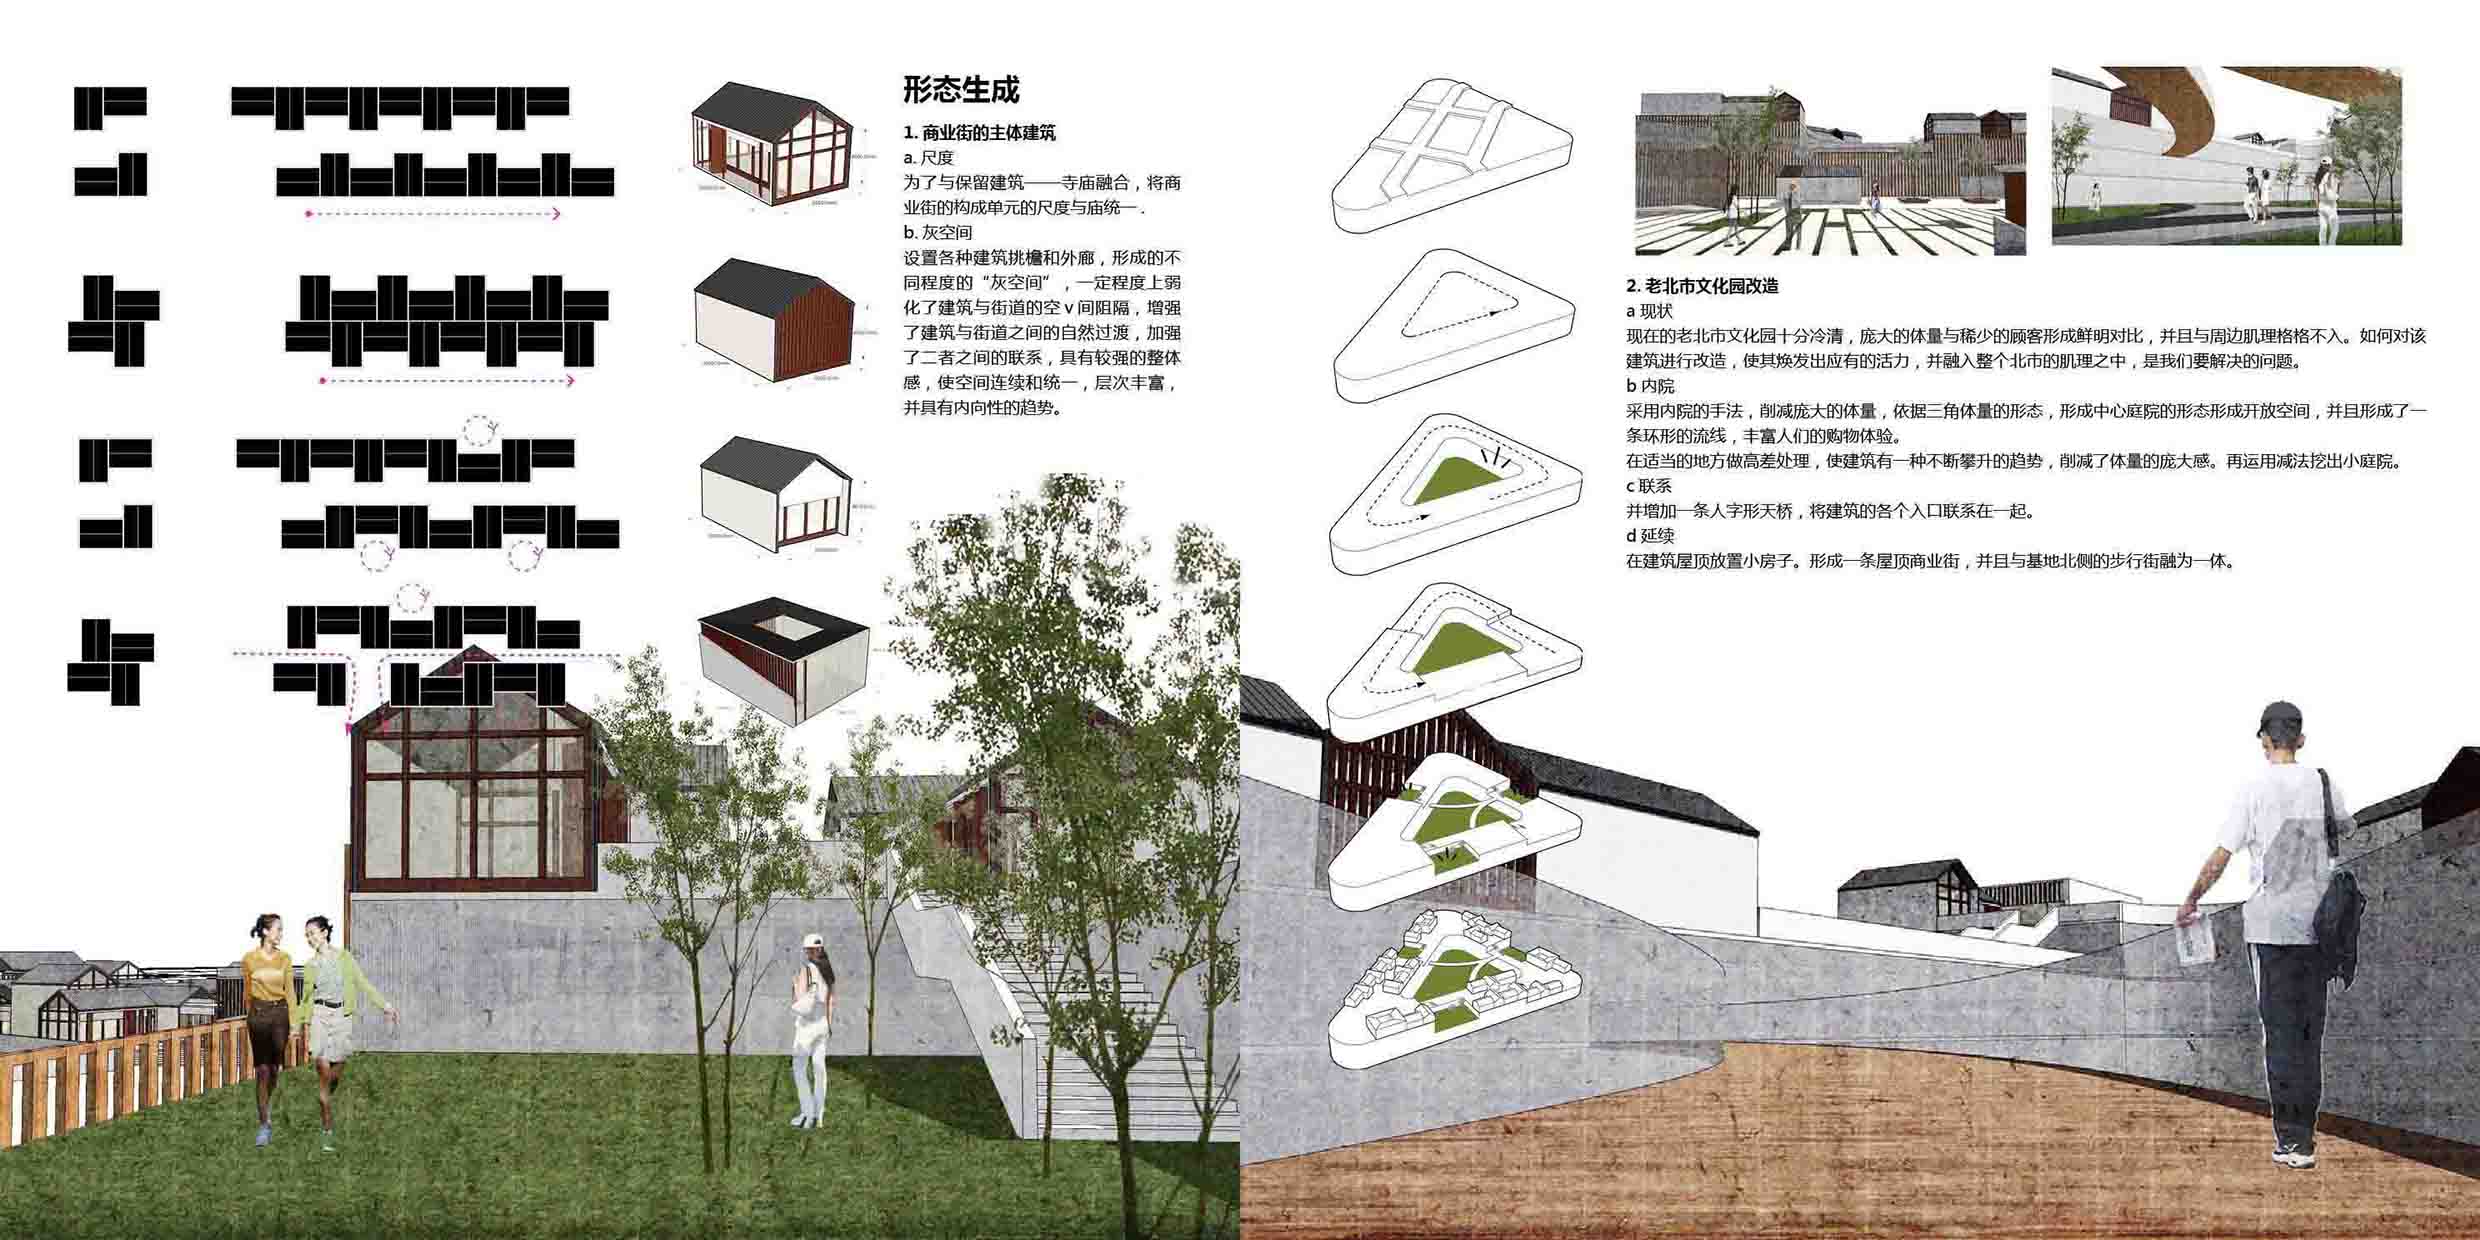 形态生成
1. 商业街的主体建筑
a. 尺度
为了与保留建筑——寺庙融合，将商
业街的构成单元的尺度与庙统一 .
b. 灰空间
设置各种建筑挑檐和外廊，形成的不
同程度的“灰空间”，一定程度上弱
化了建筑与街道的空 v 间阻隔，增强
了建筑与街道之间的自然过渡，加强
了二者之间的联系，具有较强的整体
感，使空间连续和统一，层次丰富，
并具有内向性的趋势。
2. 老北市文化园改造
a 现状
现在的老北市文化园十分冷清，庞大的体量与稀少的顾客形成鲜明对比，并且与周边肌理格格不入。如何对该
建筑进行改造，使其焕发出应有的活力，并融入整个北市的肌理之中，是我们要解决的问题。
b 内院
采用内院的手法，削减庞大的体量，依据三角体量的形态，形成中心庭院的形态形成开放空间，并且形成了一
条环形的流线，丰富人们的购物体验。
在适当的地方做高差处理，使建筑有一种不断攀升的趋势，削减了体量的庞大感。再运用减法挖出小庭院。
c 联系
并增加一条人字形天桥，将建筑的各个入口联系在一起。
d 延续
在建筑屋顶放置小房子。形成一条屋顶商业街，并且与基地北侧的步行街融为一体。